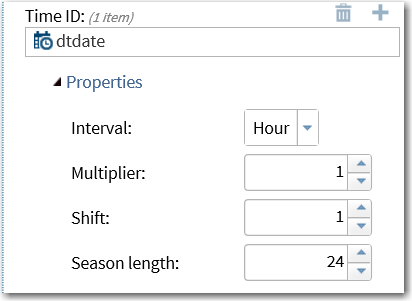 Time ID: (1 item)
dtdate
Properties
Interval: Hour
Multiplier: 1
Shift: 1
Season length: 24